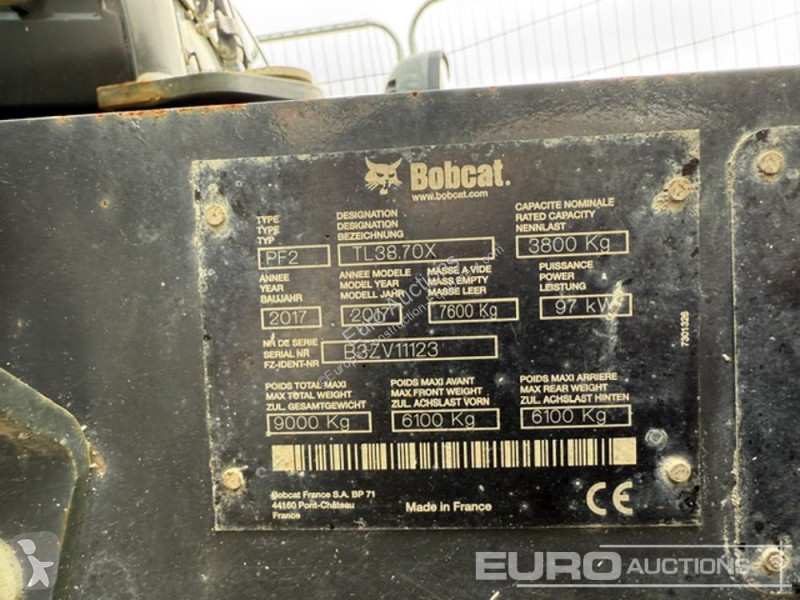 Bobcat.
www.bobcat.com
TYPE
TYPE
TYP
PF2
DESIGNATION
DESIGNATION
BEZEICHNUNG
TL38.70X
CAPACITE NOMINALE
RATED CAPACITY
NENNLAST
3800 Kg
ANNEE
YEAR
BAUJAHR
2017
ANNEE MODELE
MODEL YEAR
MODELL JAHR
2017
MASSE A VIDE
MASS EMPTY
MASSE LEER
7600 Kg
PUISSANCE
POWER
LEISTUNG
97 kW
NR DE SERIE
SERIAL NR
FZ-IDENT-NR
B3ZV11123
POIDS TOTAL MAXI
MAX TOTAL WEIGHT
ZUL. GESAMTGEWICHT
9000 Kg
POIDS MAXI AVANT
MAX FRONT WEIGHT
ZUL. ACHSLAST VORN
6100 Kg
POIDS MAXI ARRIERE
MAX REAR WEIGHT
ZUL. ACHSLAST HINTEN
6100 Kg
7301326
Bobcat France S.A. BP 71
44160 Pont-Château
France
Made in France
CE
EURO AUCTIONS